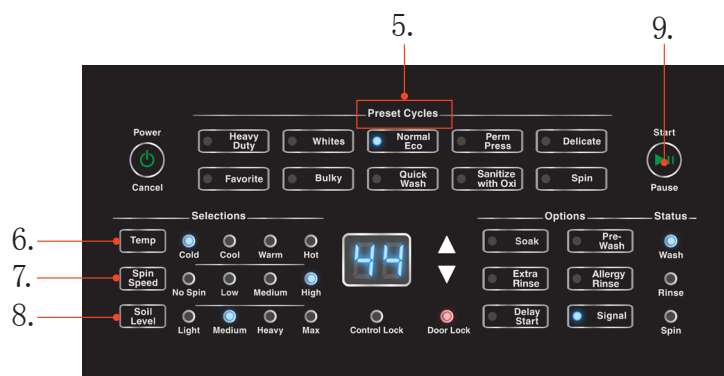 5.
9.
Preset Cycles
Power
Start
Heavy
Duty
Whites
Normal
Eco
Perm
Press
Delicate
Favorite
Bulky
Quick
Wash
Sanitize
with Oxi
Spin
Cancel
Pause
Selections
Options
Status
6.
Temp
Cold
Cool
Warm
Hot
7.
Spin
Speed
No Spin
Low
Medium
High
8.
Soil
Level
Light
Medium
Heavy
Max
44
Control Lock
Door Lock
Soak
Pre-
Wash
Extra
Rinse
Allergy
Rinse
Delay
Start
Signal
Wash
Rinse
Spin